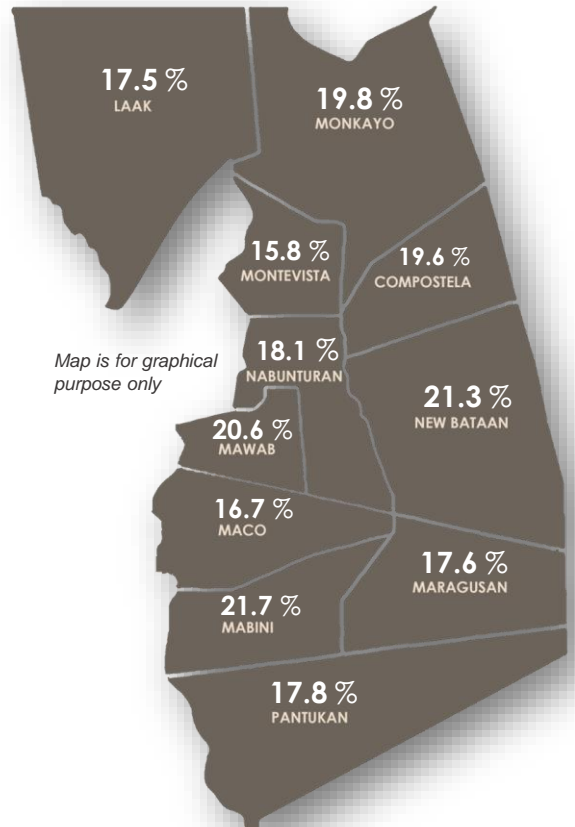 17.5 %
LAAK
19.8 %
MONKAYO
15.8 %
MONTEVISTA
19.6 %
COMPOSTELA
Map is for graphical
purpose only
18.1 %
NABUNTURAN
21.3 %
NEW BATAAN
20.6 %
MAWAB
16.7 %
MACO
17.6 %
MARAGUSAN
21.7 %
MABINI
17.8 %
PANTUKAN